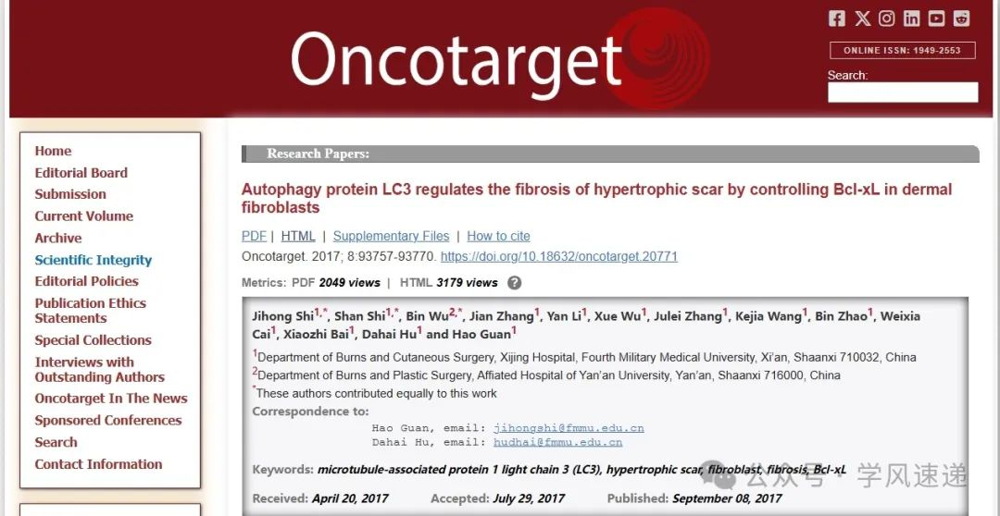 Oncotarget
ONLINE ISSN: 1949-2553
Search:
Home
Editorial Board
Submission
Current Volume
Archive
Scientific Integrity
Editorial Policies
Publication Ethics
Statements
Special Collections
Interviews with
Outstanding Authors
Oncotarget In The News
Sponsored Conferences
Search
Contact Information
Research Papers:
Autophagy protein LC3 regulates the fibrosis of hypertrophic scar by controlling Bcl-xL in dermal
fibroblasts
PDF | HTML | Supplementary Files | How to cite
Oncotarget. 2017; 8:93757-93770. https://doi.org/10.18632/oncotarget.20771
Metrics: PDF 2049 views | HTML 3179 views ?
Jihong Shi1,*, Shan Shi1,*, Bin Wu2,*, Jian Zhang1, Yan Li1, Xue Wu1, Julei Zhang1, Kejia Wang1, Bin Zhao1, Weixia
Cai1, Xiaozhi Bai1, Dahai Hu1 and Hao Guan1
1Department of Burns and Cutaneous Surgery, Xijing Hospital, Fourth Military Medical University, Xi'an, Shaanxi 710032, China
2Department of Burns and Plastic Surgery, Affiated Hospital of Yan'an University, Yan'an, Shaanxi 716000, China
*These authors contributed equally to this work
Correspondence to:
Hao Guan, email: jihongshi@fmmu.edu.cn
Dahai Hu, email: hudhai@fmmu.edu.cn
Keywords: microtubule-associated protein 1 light chain 3 (LC3), hypertrophic scar, fibroblast, fibrosis, Bcl-xL
Received: April 20, 2017 Accepted: July 29, 2017 Published: September 08, 2017
公众号 · 学风速递